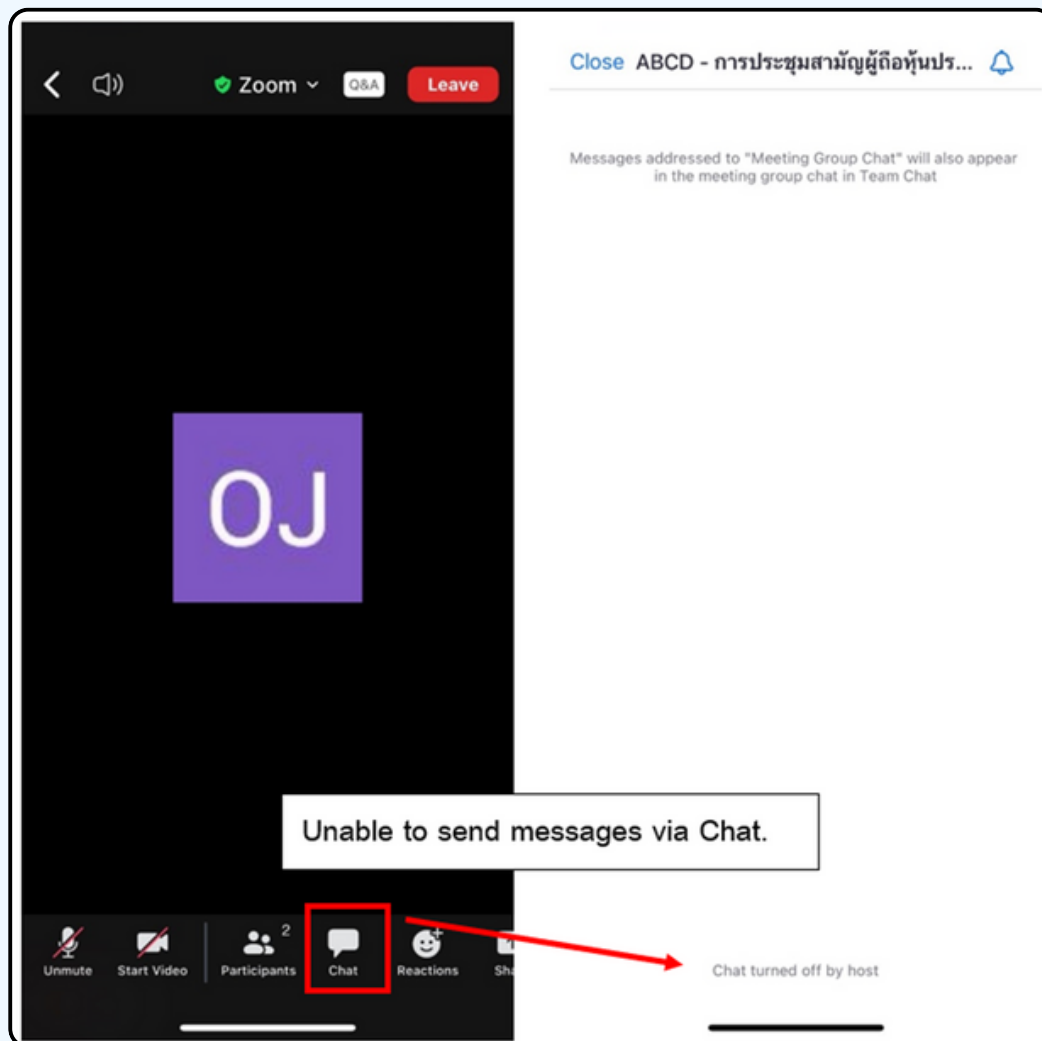 Zoom
Q&A
Leave
Close ABCD - การประชุมสามัญผู้ถือหุ้นปร...
Messages addressed to "Meeting Group Chat" will also appear
in the meeting group chat in Team Chat
OJ
Unable to send messages via Chat.
Unmute
Start Video
2
Participants
Chat
Reactions
Sha
Chat turned off by host